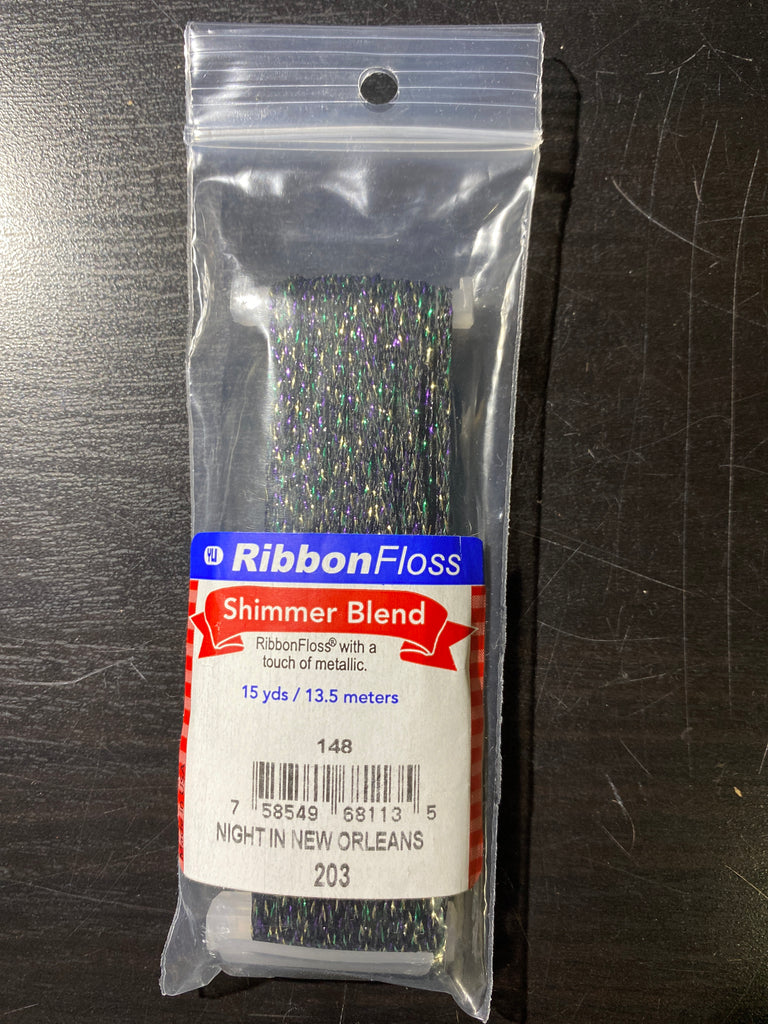 YLI RibbonFloss
Shimmer Blend
RibbonFloss® with a
touch of metallic.
15 yds / 13.5 meters
148
7 58549 68113 5
NIGHT IN NEW ORLEANS
203